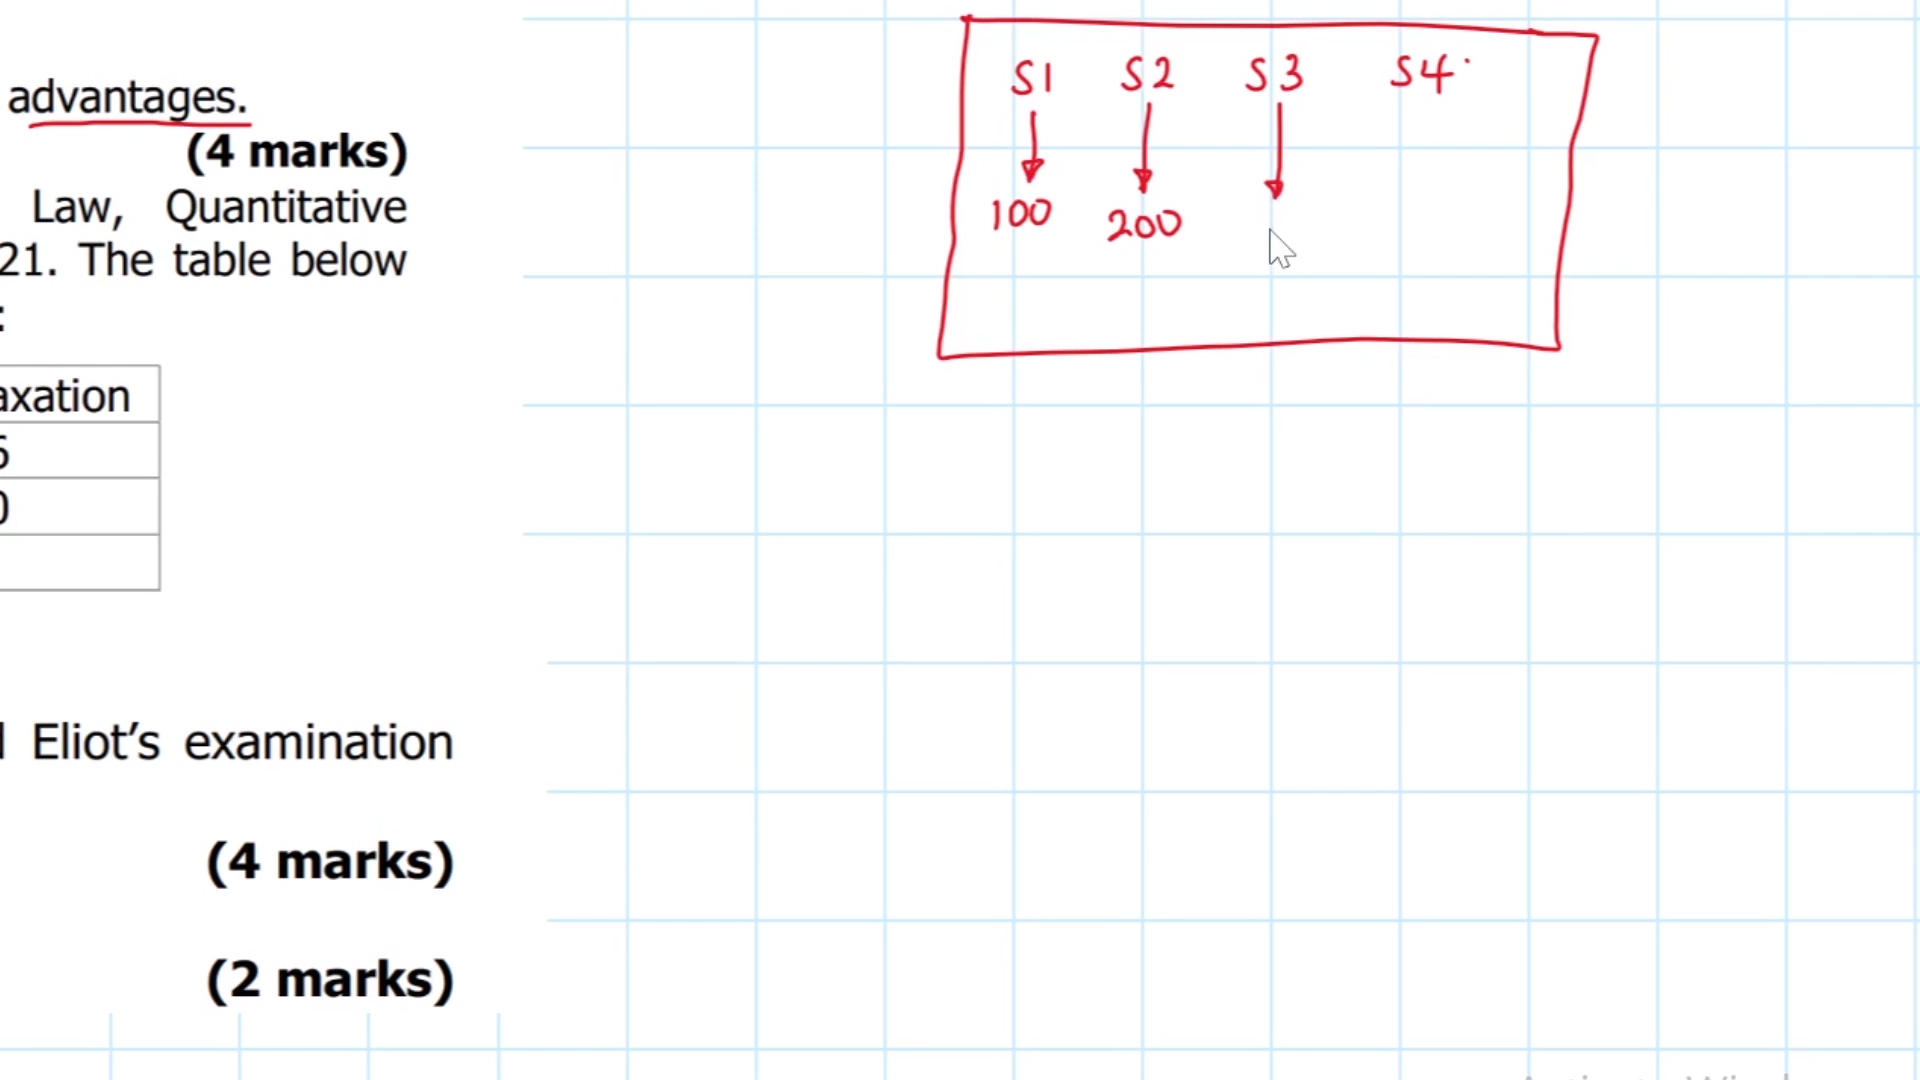 advantages.
(4 marks)
Law, Quantitative
21. The table below
:
axation
Eliot's examination
(4 marks)
(2 marks)
S1 S2 S3 S4
100 200